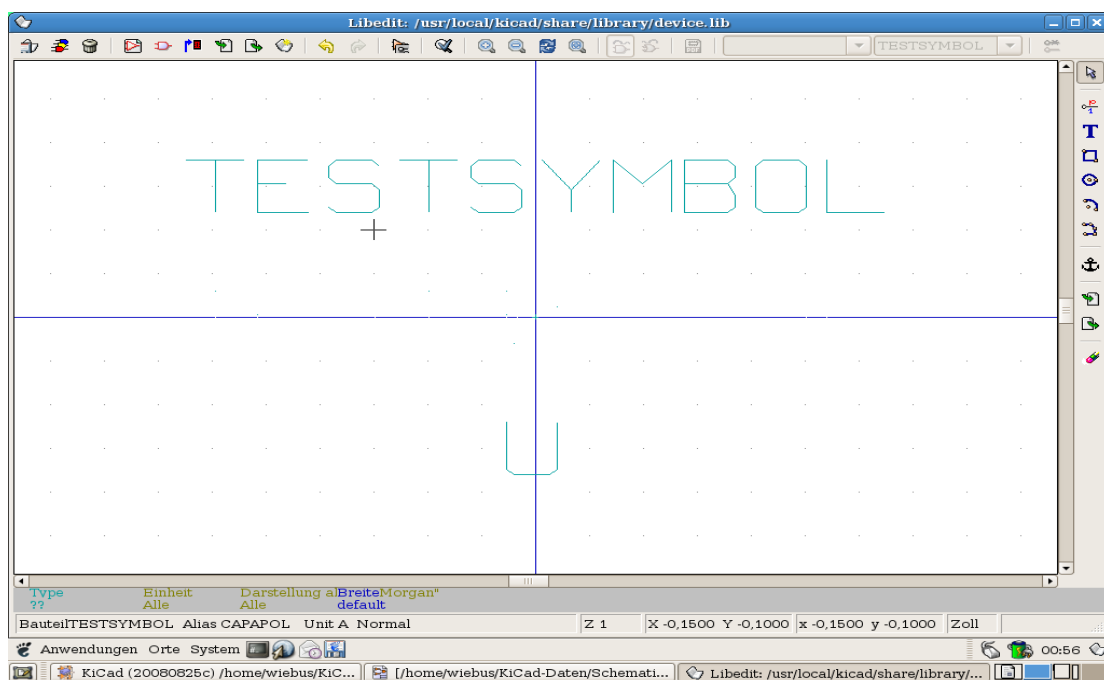 Libedit: /usr/local/kicad/share/library/device.lib
TESTSYMBOL
T
TESTSYMBOL
U
Type Einheit Darstellung al Breite Morgan"
?? Alle Alle default
BauteilTESTSYMBOL Alias CAPAPOL Unit A Normal Z 1 X -0,1500 Y -0,1000 x -0,1500 y -0,1000 Zoll
Anwendungen Orte System 00:56
KiCad (20080825c) /home/wiebus/KiC... [/home/wiebus/KiCad-Daten/Schemati... Libedit: /usr/local/kicad/share/library/...